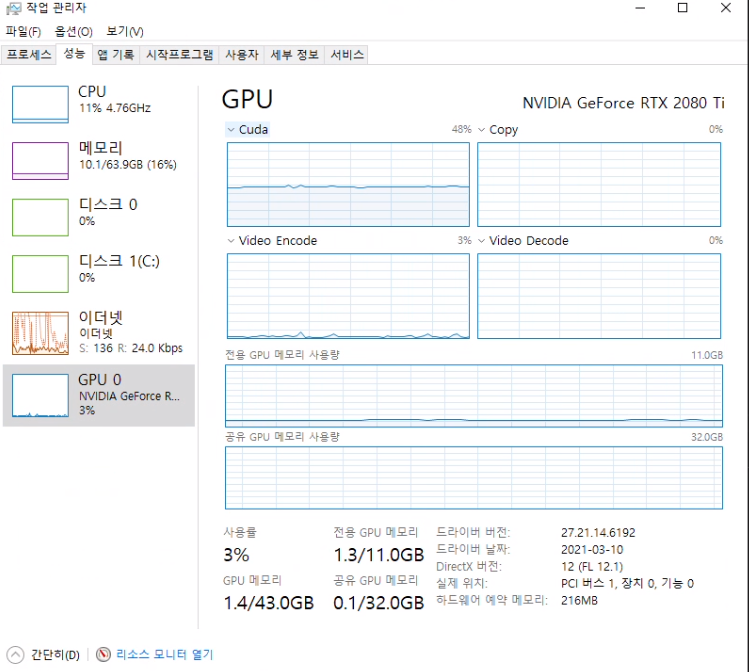 작업 관리자
파일(F) 옵션(O) 보기(V)
프로세스 성능 앱 기록 시작프로그램 사용자 세부 정보 서비스
CPU
11% 4.76GHz
메모리
10.1/63.9GB (16%)
디스크 0
0%
디스크 1(C:)
0%
이더넷
이더넷
S: 136 R: 24.0 Kbps
GPU 0
NVIDIA GeForce R...
3%
GPU
NVIDIA GeForce RTX 2080 Ti
Cuda 48%
Copy 0%
Video Encode 3%
Video Decode 0%
전용 GPU 메모리 사용량 11.0GB
공유 GPU 메모리 사용량 32.0GB
사용률
3%
전용 GPU 메모리
1.3/11.0GB
GPU 메모리
1.4/43.0GB
공유 GPU 메모리
0.1/32.0GB
드라이버 버전: 27.21.14.6192
드라이버 날짜: 2021-03-10
DirectX 버전: 12 (FL 12.1)
실제 위치: PCI 버스 1, 장치 0, 기능 0
하드웨어 예약 메모리: 216MB
간단히(D) 리소스 모니터 열기